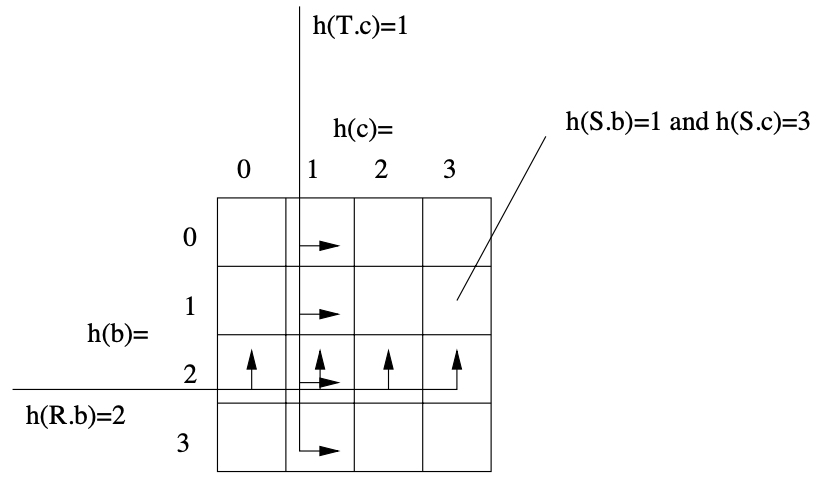 h(T.c)=1
h(S.b)=1 and h(S.c)=3
h(c)=
0 1 2 3
0
1
h(b)=
2
h(R.b)=2
3